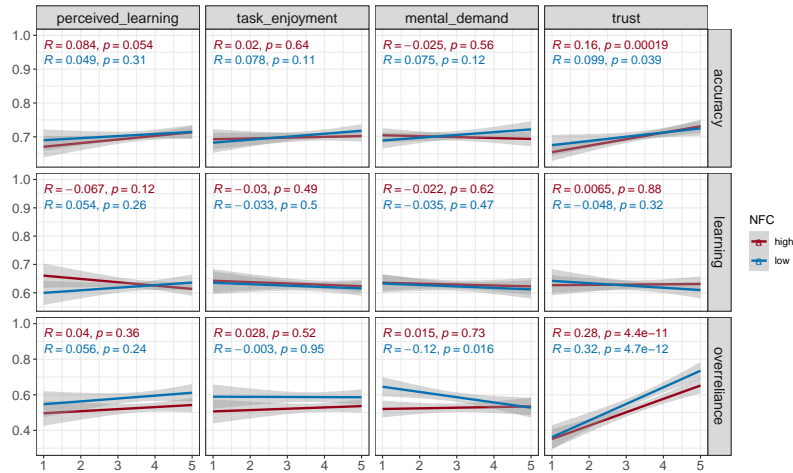 perceived_learning task_enjoyment mental_demand trust
1.0
R = 0.084, p = 0.054 R = 0.02, p = 0.64 R = −0.025, p = 0.56 R = 0.16, p = 0.00019
R = 0.049, p = 0.31 R = 0.078, p = 0.11 R = 0.075, p = 0.12 R = 0.099, p = 0.039
0.9
0.8
0.7
accuracy
1.0
R = −0.067, p = 0.12 R = −0.03, p = 0.49 R = −0.022, p = 0.62 R = 0.0065, p = 0.88
R = 0.054, p = 0.26 R = −0.033, p = 0.5 R = −0.035, p = 0.47 R = −0.048, p = 0.32
0.9
0.8
0.7
0.6
learning
NFC
a high
a low
1.0
R = 0.04, p = 0.36 R = 0.028, p = 0.52 R = 0.015, p = 0.73 R = 0.28, p = 4.4e−11
R = 0.056, p = 0.24 R = −0.003, p = 0.95 R = −0.12, p = 0.016 R = 0.32, p = 4.7e−12
0.8
0.6
0.4
overreliance
1 2 3 4 5 1 2 3 4 5 1 2 3 4 5 1 2 3 4 5